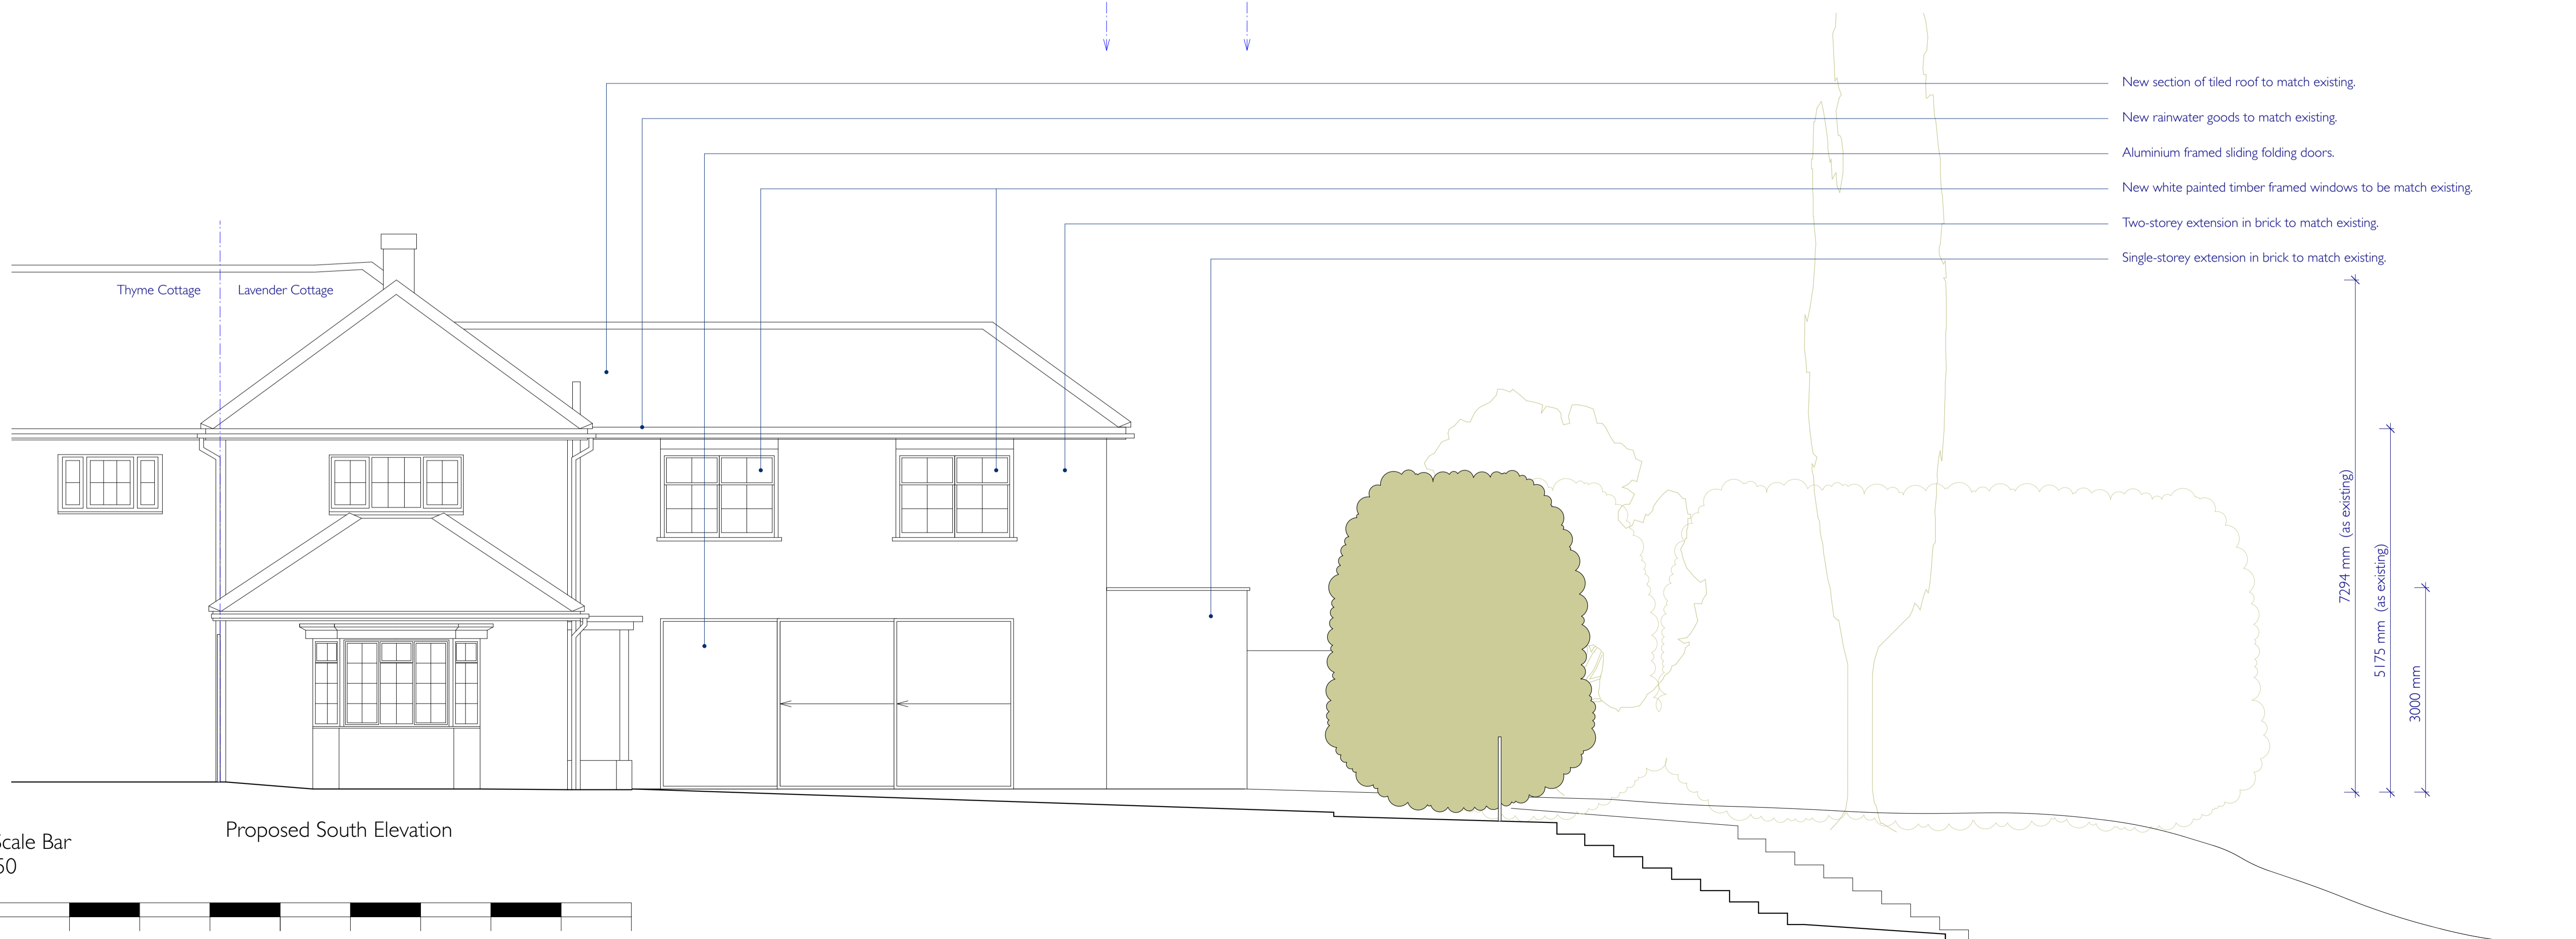 New section of tiled roof to match existing.
New rainwater goods to match existing.
Aluminium framed sliding folding doors.
New white painted timber framed windows to be match existing.
Two-storey extension in brick to match existing.
Single-storey extension in brick to match existing.
Thyme Cottage
Lavender Cottage
7294 mm (as existing)
5175 mm (as existing)
3000 mm
Proposed South Elevation
Scale Bar
50